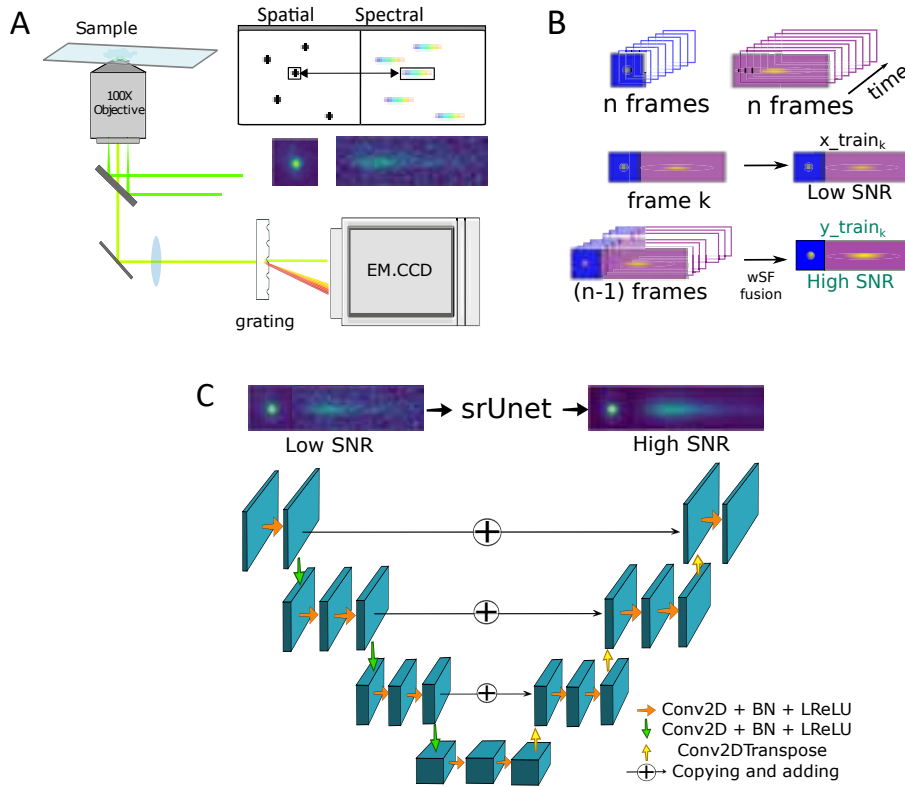 A
Sample
100X
Objective
Spatial
Spectral
EM.CCD
grating
B
n frames
n frames
time
frame k
x_train_k
Low SNR
(n-1) frames
wSF
fusion
y_train_k
High SNR
C
srUnet
Low SNR
High SNR
Conv2D + BN + LReLU
Conv2D + BN + LReLU
Conv2DTranspose
Copying and adding